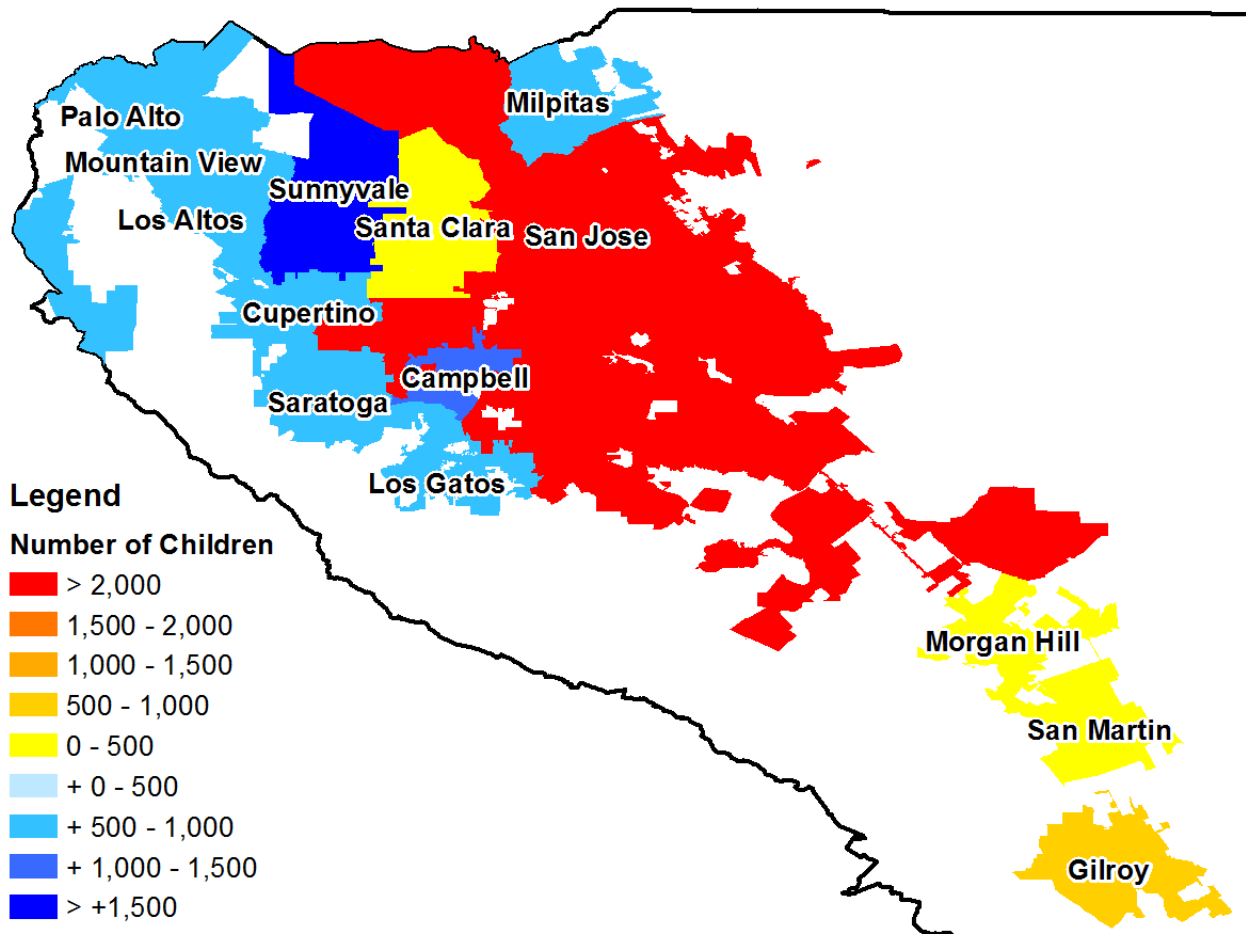 Palo Alto
Milpitas
Mountain View
Sunnyvale
Los Altos
Santa Clara
San Jose
Cupertino
Campbell
Saratoga
Los Gatos
Morgan Hill
San Martin
Gilroy
Legend
Number of Children
> 2,000
1,500 - 2,000
1,000 - 1,500
500 - 1,000
0 - 500
+ 0 - 500
+ 500 - 1,000
+ 1,000 - 1,500
> +1,500